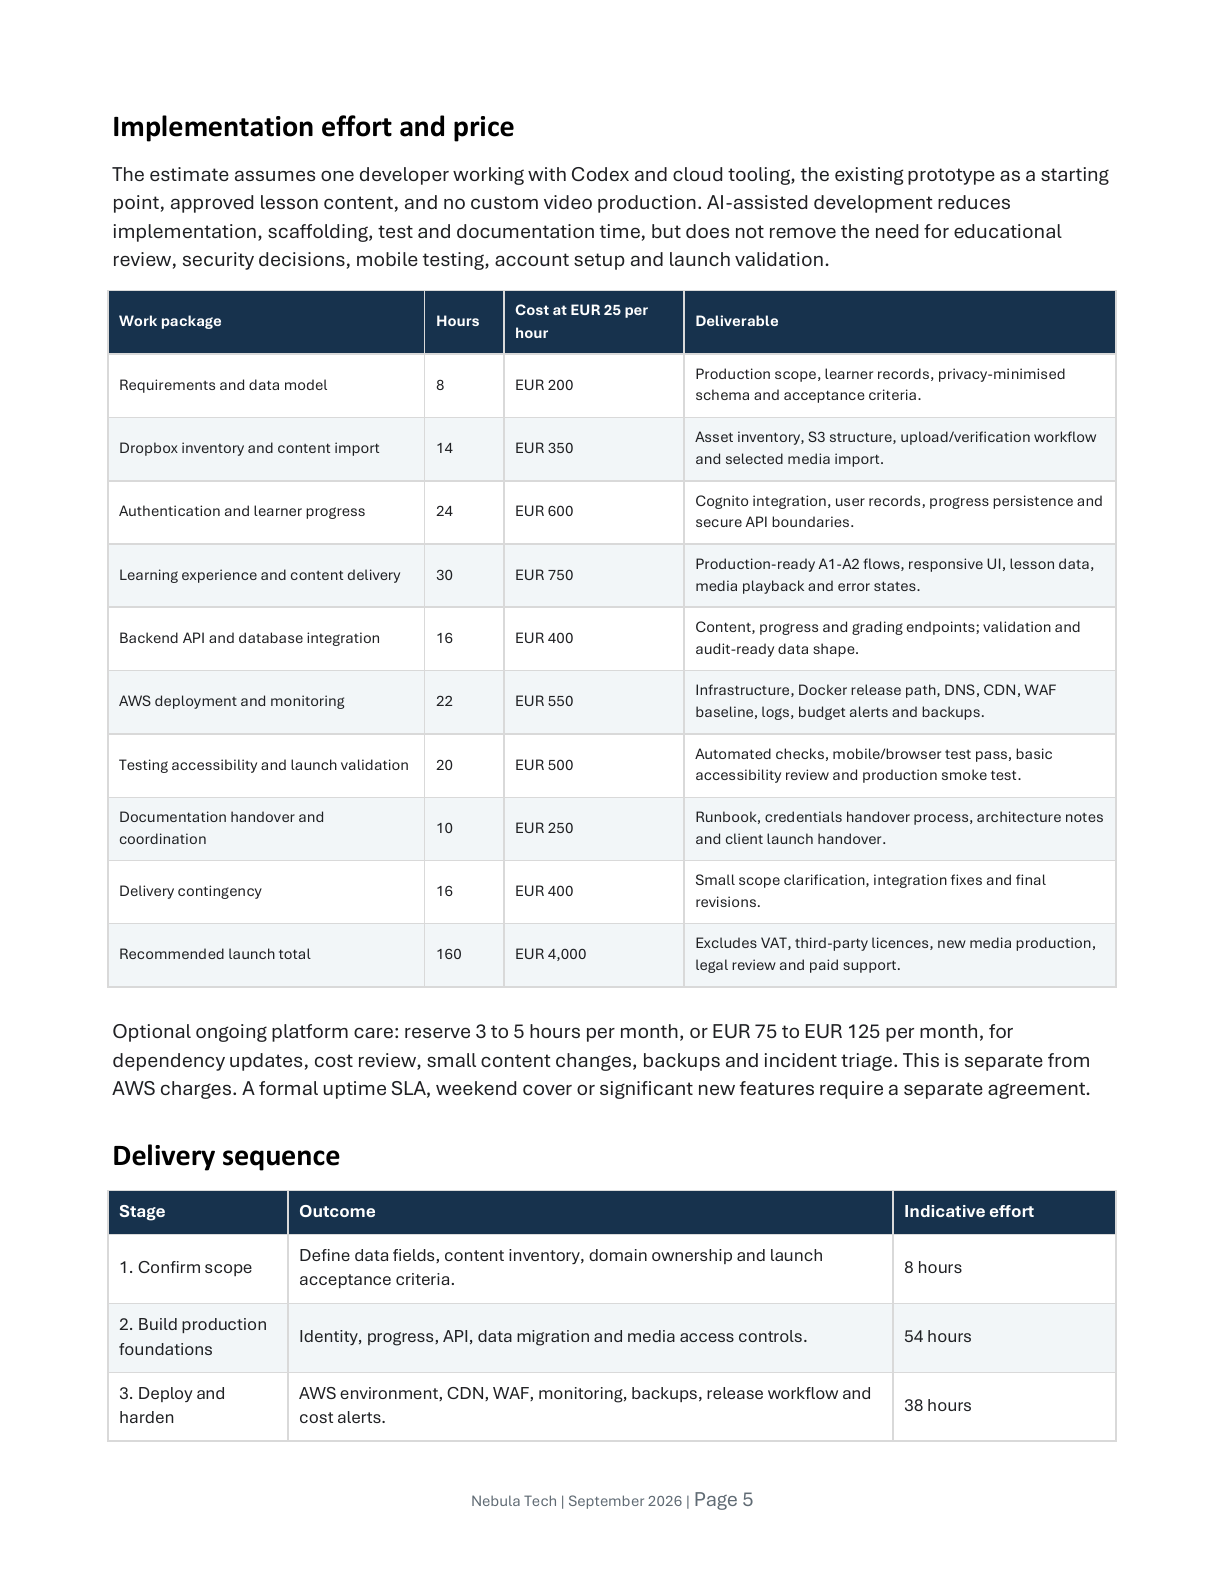 Implementation effort and price
The estimate assumes one developer working with Codex and cloud tooling, the existing prototype as a starting
point, approved lesson content, and no custom video production. AI-assisted development reduces
implementation, scaffolding, test and documentation time, but does not remove the need for educational
review, security decisions, mobile testing, account setup and launch validation.
Work package
Hours
Cost at EUR 25 per
hour
Deliverable
Requirements and data model
8
EUR 200
Production scope, learner records, privacy-minimised
schema and acceptance criteria.
Dropbox inventory and content import
14
EUR 350
Asset inventory, S3 structure, upload/verification workflow
and selected media import.
Authentication and learner progress
24
EUR 600
Cognito integration, user records, progress persistence and
secure API boundaries.
Learning experience and content delivery
30
EUR 750
Production-ready A1-A2 flows, responsive UI, lesson data,
media playback and error states.
Backend API and database integration
16
EUR 400
Content, progress and grading endpoints; validation and
audit-ready data shape.
AWS deployment and monitoring
22
EUR 550
Infrastructure, Docker release path, DNS, CDN, WAF
baseline, logs, budget alerts and backups.
Testing accessibility and launch validation
20
EUR 500
Automated checks, mobile/browser test pass, basic
accessibility review and production smoke test.
Documentation handover and
coordination
10
EUR 250
Runbook, credentials handover process, architecture notes
and client launch handover.
Delivery contingency
16
EUR 400
Small scope clarification, integration fixes and final
revisions.
Recommended launch total
160
EUR 4,000
Excludes VAT, third-party licences, new media production,
legal review and paid support.
Optional ongoing platform care: reserve 3 to 5 hours per month, or EUR 75 to EUR 125 per month, for
dependency updates, cost review, small content changes, backups and incident triage. This is separate from
AWS charges. A formal uptime SLA, weekend cover or significant new features require a separate agreement.
Delivery sequence
Stage
Outcome
Indicative effort
1. Confirm scope
Define data fields, content inventory, domain ownership and launch
acceptance criteria.
8 hours
2. Build production
foundations
Identity, progress, API, data migration and media access controls.
54 hours
3. Deploy and
harden
AWS environment, CDN, WAF, monitoring, backups, release workflow and
cost alerts.
38 hours
Nebula Tech | September 2026 | Page 5